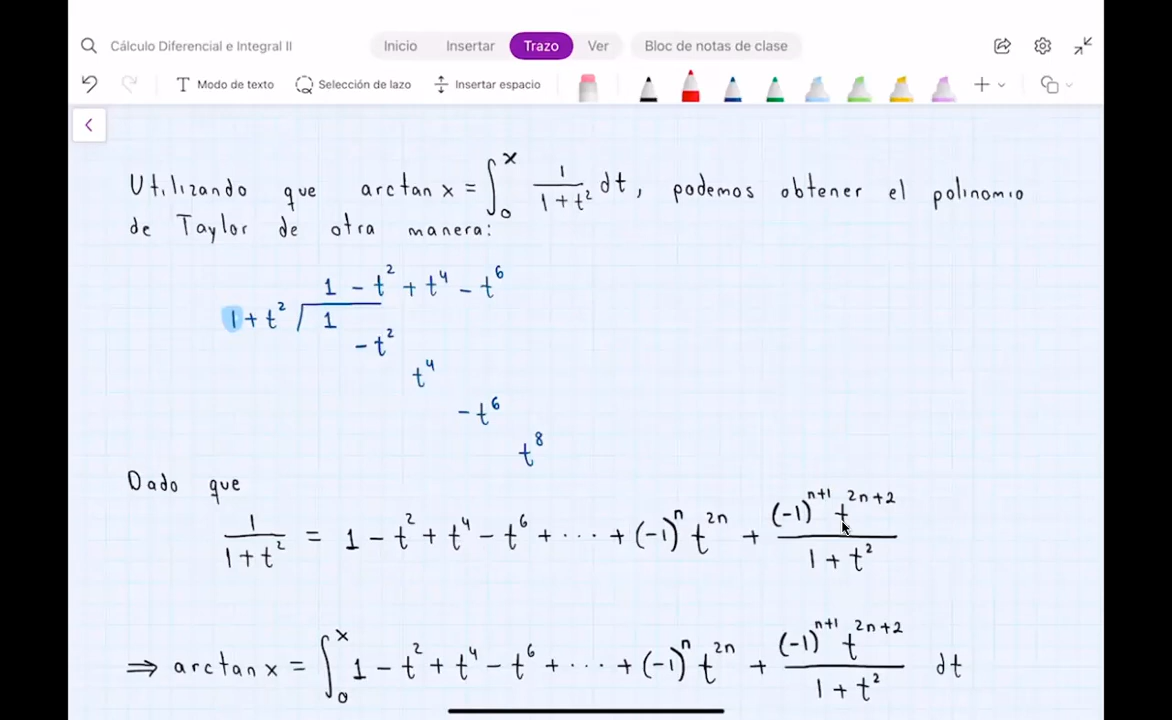 Cálculo Diferencial e Integral II Inicio Insertar Trazo Ver Bloc de notas de clase
Modo de texto Selección de lazo Insertar espacio
Utilizando que arctan x = ∫₀ˣ 1/(1+t²) dt, podemos obtener el polinomio
de Taylor de otra manera:
1 - t² + t⁴ - t⁶
1 + t² 1
- t²
t⁴
- t⁶
t⁸
Dado que
1/(1+t²) = 1 - t² + t⁴ - t⁶ + ··· + (-1)ⁿ t²ⁿ + (-1)ⁿ⁺¹ t²ⁿ⁺²/(1+t²)
⇒ arctan x = ∫₀ˣ 1 - t² + t⁴ - t⁶ + ··· + (-1)ⁿ t²ⁿ + (-1)ⁿ⁺¹ t²ⁿ⁺²/(1+t²) dt